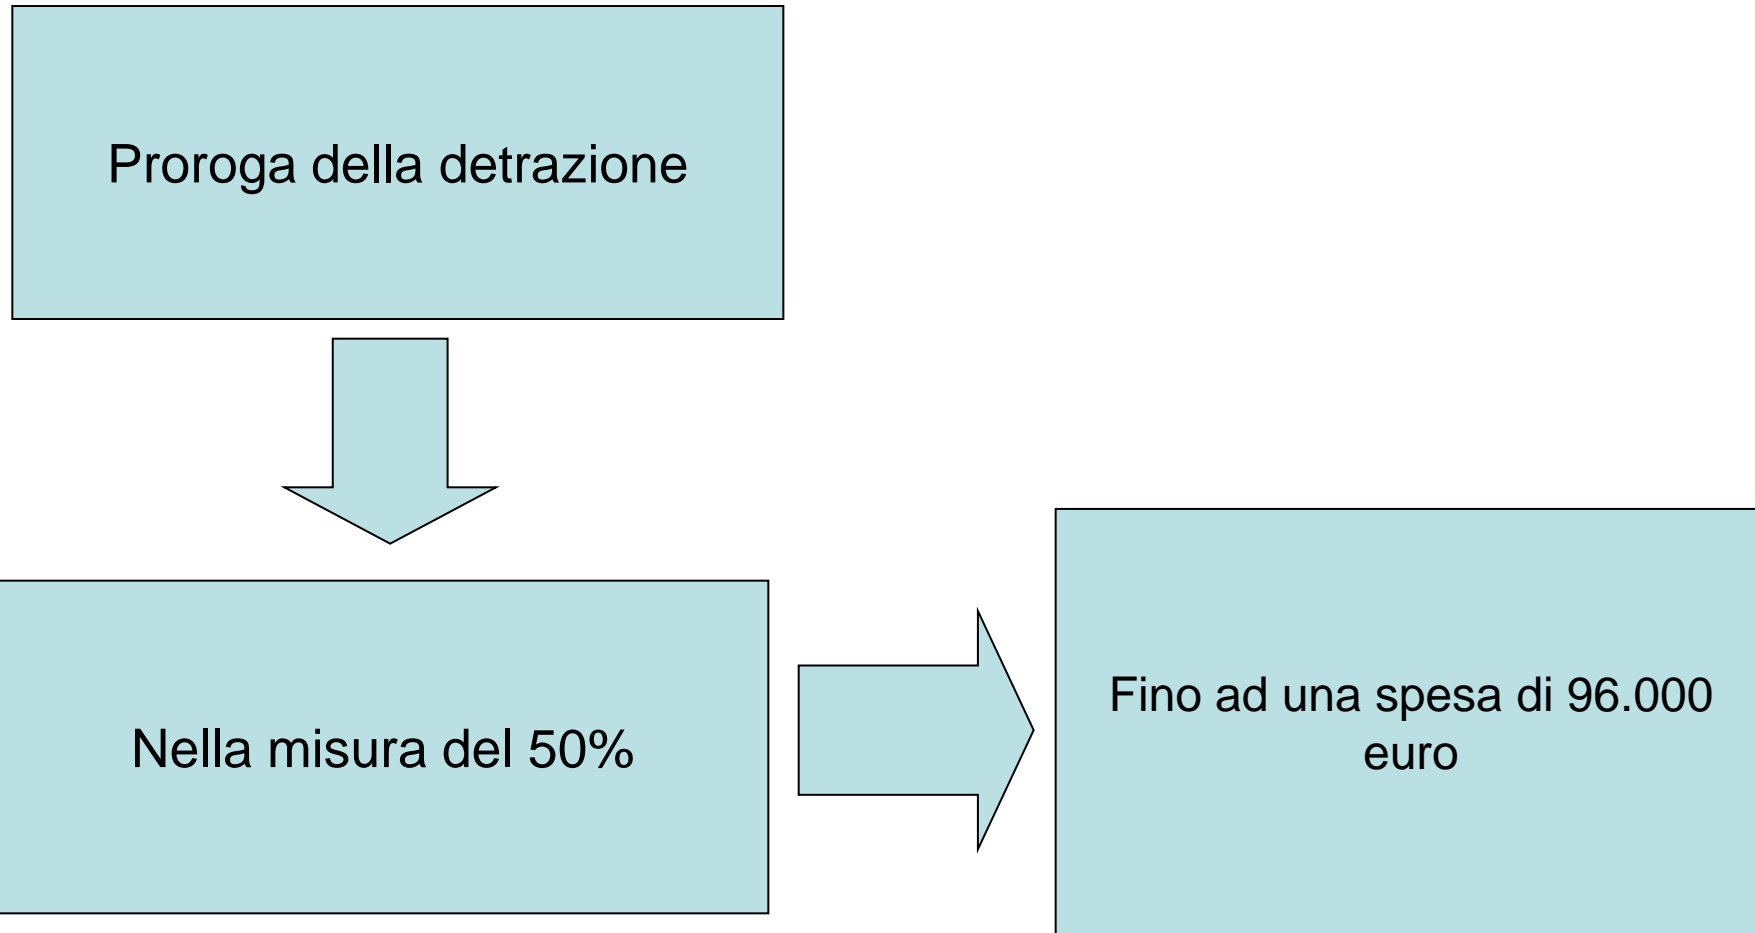 Proroga della detrazione
Nella misura del 50%
Fino ad una spesa di 96.000
euro